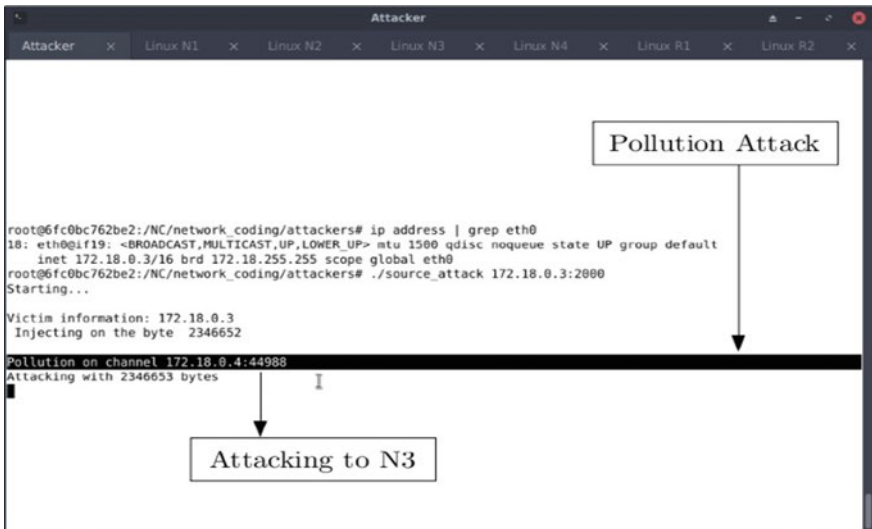 Attacker
Attacker Linux N1 Linux N2 Linux N3 Linux N4 Linux R1 Linux R2
Pollution Attack
root@6fc0bc762be2:/NC/network_coding/attackers# ip address | grep eth0
18: eth0@if19: <BROADCAST,MULTICAST,UP,LOWER_UP> mtu 1500 qdisc noqueue state UP group default
inet 172.18.0.3/16 brd 172.18.255.255 scope global eth0
root@6fc0bc762be2:/NC/network_coding/attackers# ./source_attack 172.18.0.3:2000
Starting...
Victim information: 172.18.0.3
Injecting on the byte 2346652
Pollution on channel 172.18.0.4:44988
Attacking with 2346653 bytes
Attacking to N3